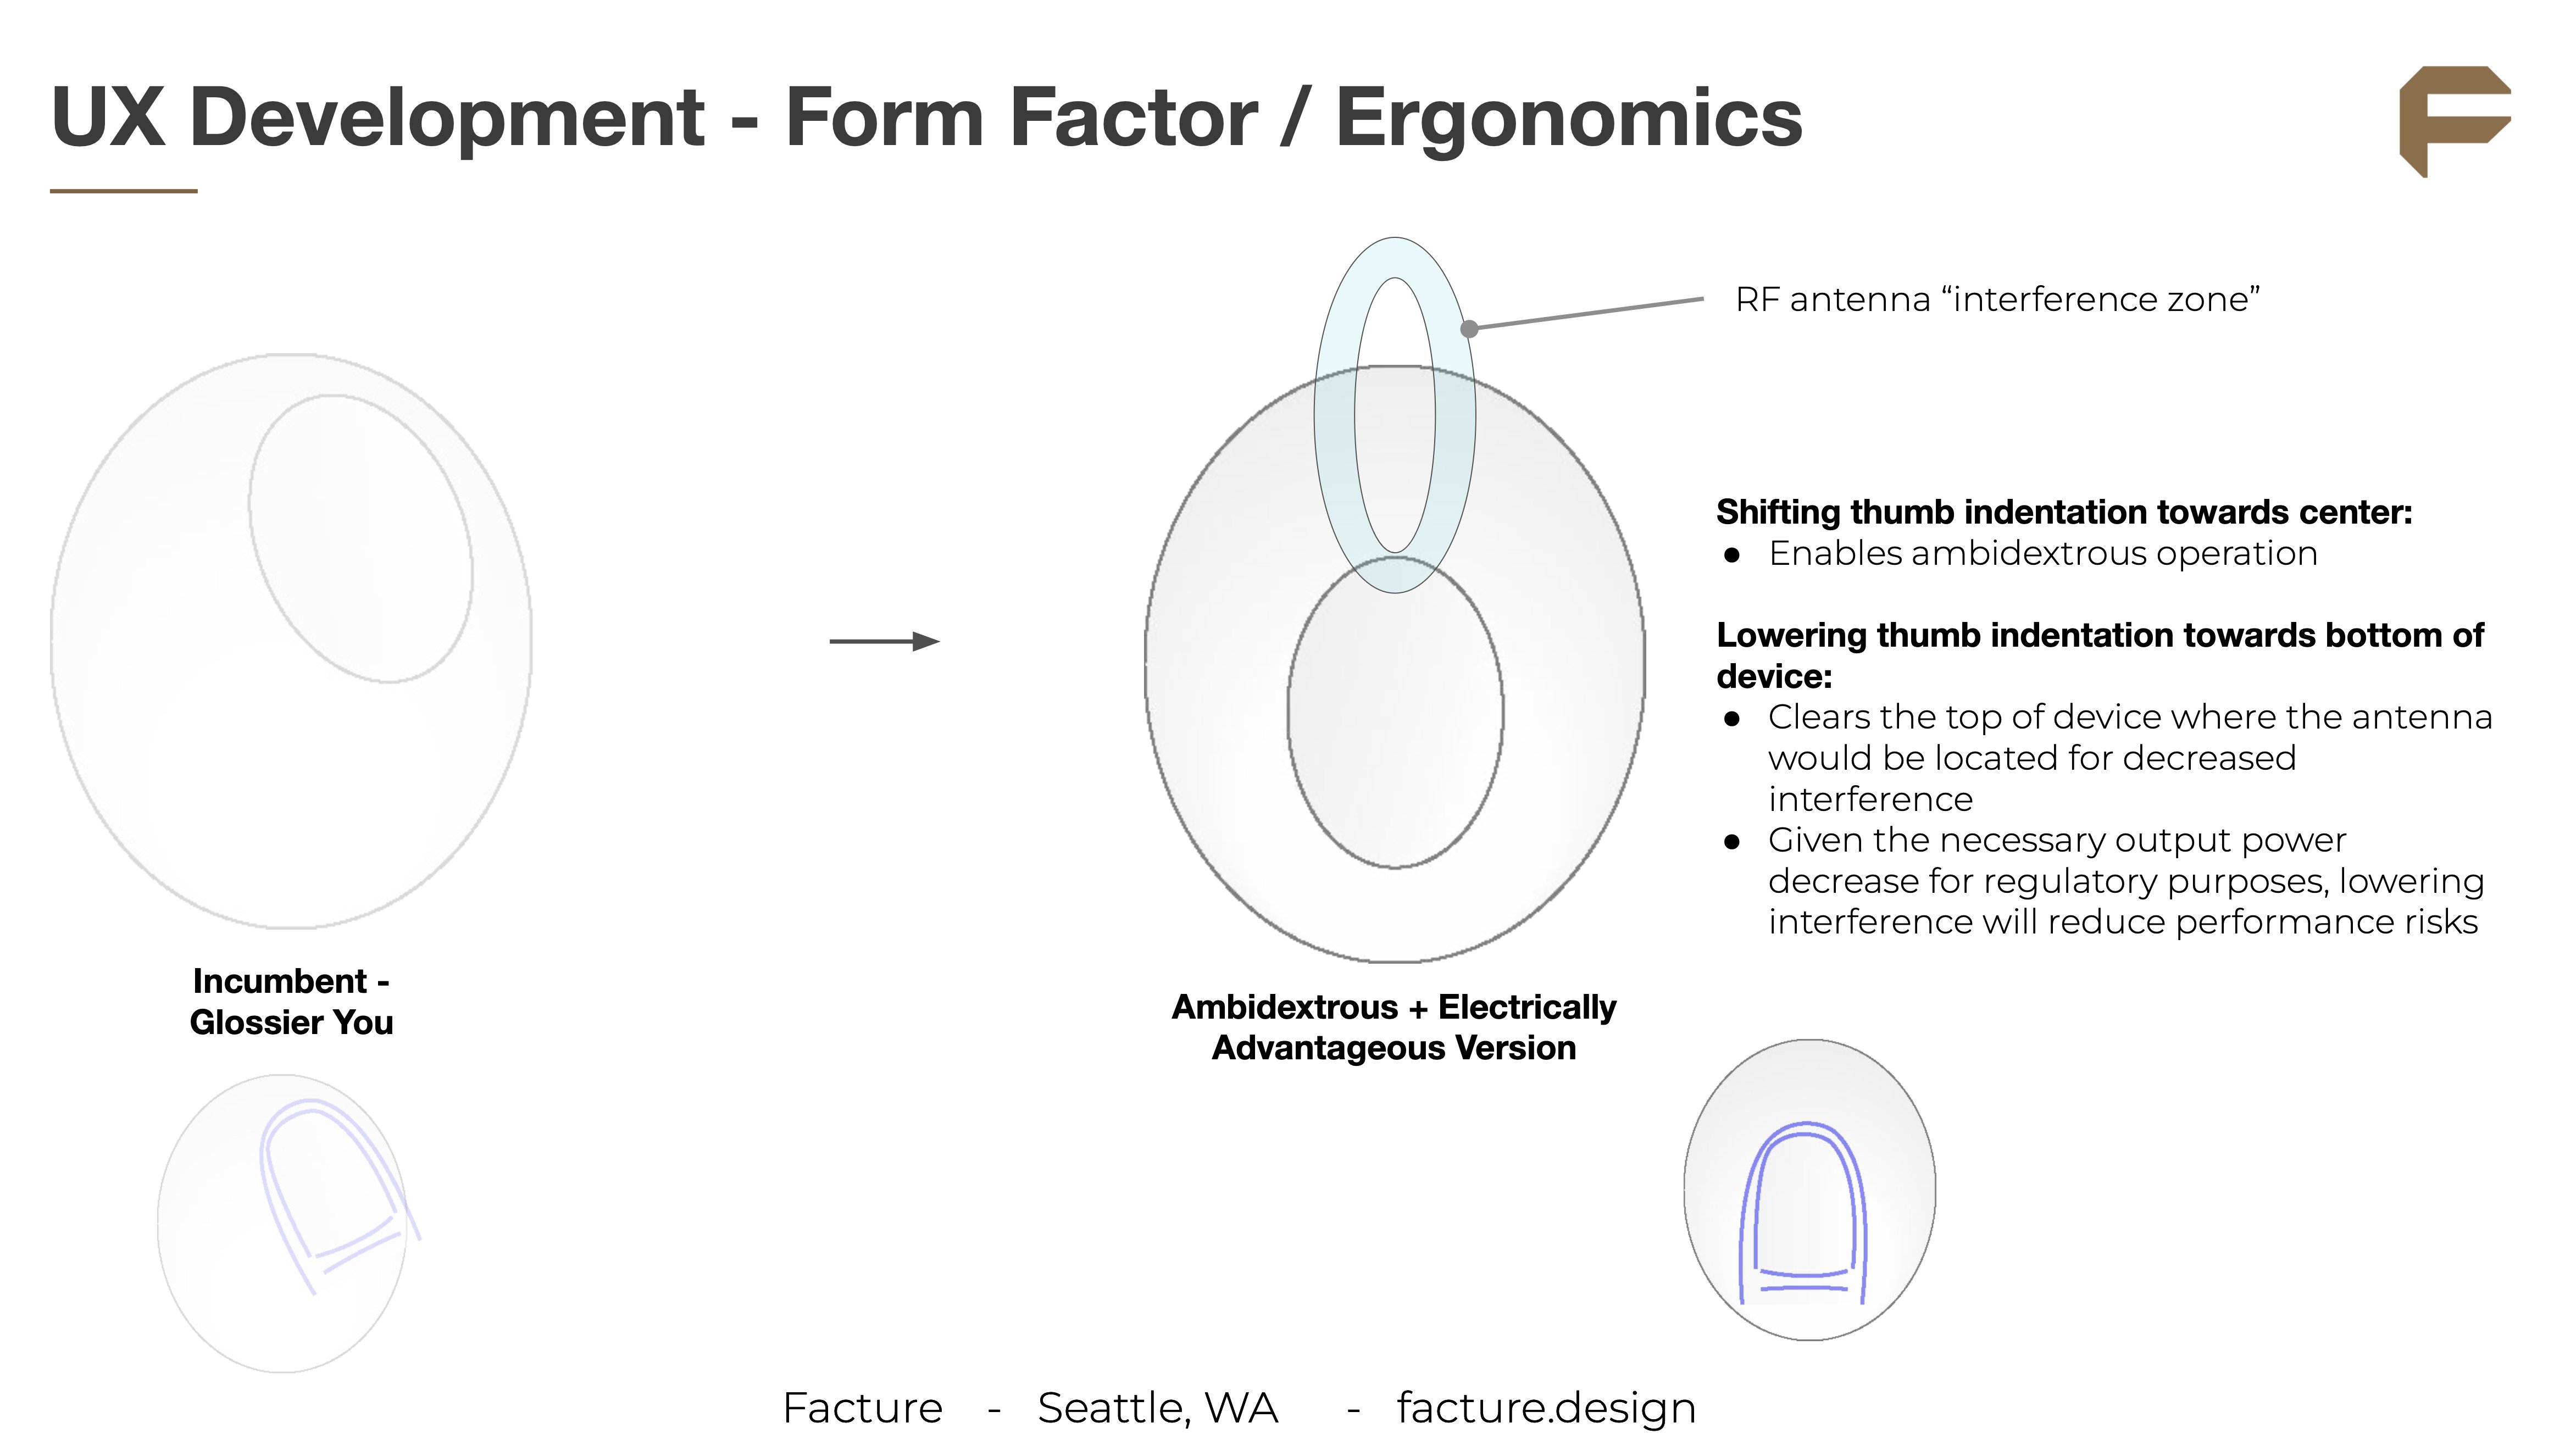 UX Development - Form Factor / Ergonomics
RF antenna “interference zone”
Shifting thumb indentation towards center:
● Enables ambidextrous operation
Lowering thumb indentation towards bottom of
device:
● Clears the top of device where the antenna
would be located for decreased
interference
● Given the necessary output power
decrease for regulatory purposes, lowering
interference will reduce performance risks
Incumbent -
Glossier You
Ambidextrous + Electrically
Advantageous Version
Facture - Seattle, WA - facture.design